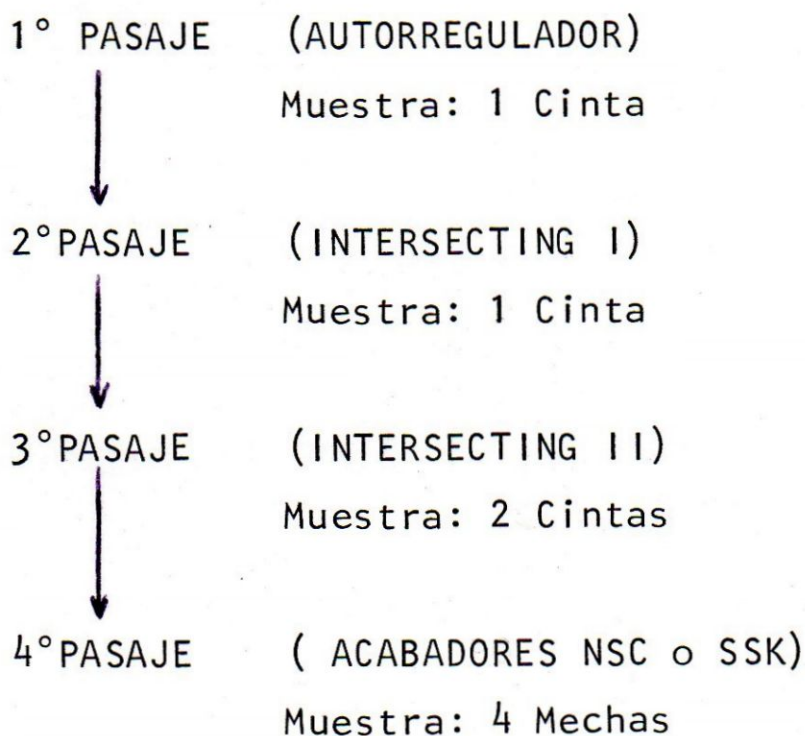 1° PASAJE (AUTORREGULADOR)
Muestra: 1 Cinta
2°PASAJE (INTERSECTING I)
Muestra: 1 Cinta
3°PASAJE (INTERSECTING II)
Muestra: 2 Cintas
4°PASAJE ( ACABADORES NSC o SSK)
Muestra: 4 Mechas